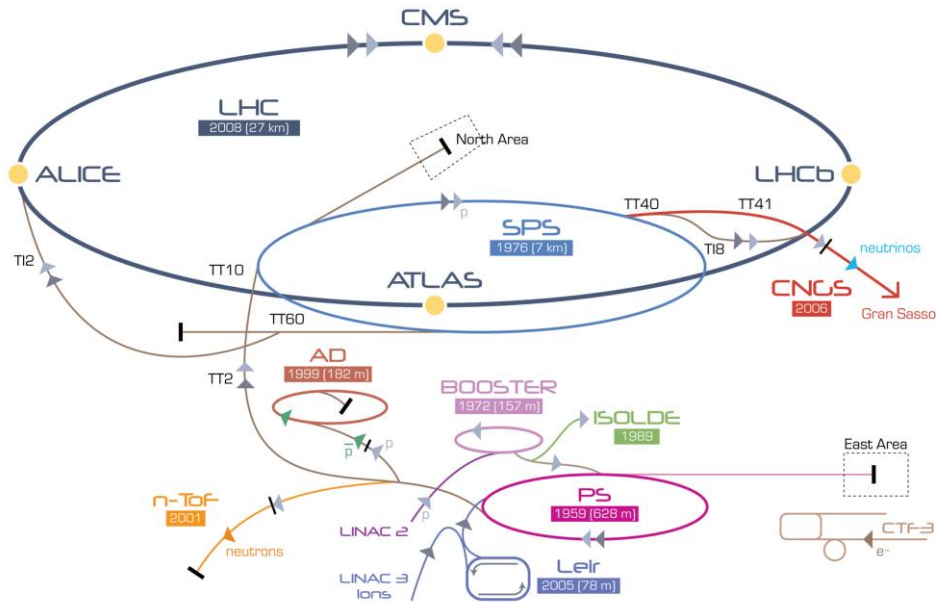 CMS
LHC
2008 (27 km)
North Area
ALICE
LHCb
p
TT40
TT41
SPS
1976 (7 km)
TI2
TI8
neutrinos
TT10
ATLAS
CNGS
2006
Gran Sasso
TT60
AD
1999 (182 m)
TT2
BOOSTER
1972 (157 m)
ISOLDE
1989
p̅
p
East Area
n-ToF
2001
p
PS
1959 (628 m)
LINAC 2
neutrons
CTF-3
e⁻
LINAC 3
Ions
Leir
2005 (78 m)